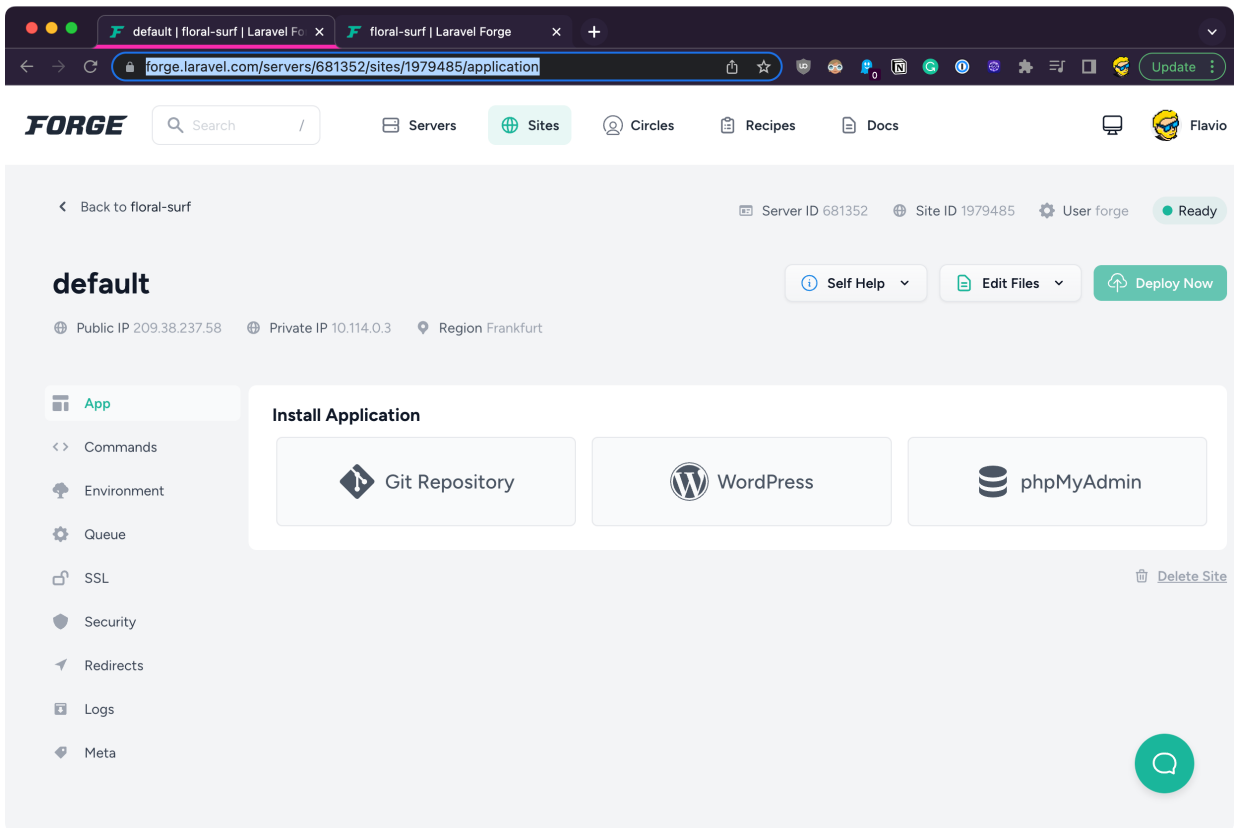 default | floral-surf | Laravel Fo
floral-surf | Laravel Forge
forge.laravel.com/servers/681352/sites/1979485/application
0
Update
FORGE
Search /
Servers
Sites
Circles
Recipes
Docs
Flavio
Back to floral-surf
Server ID 681352
Site ID 1979485
User forge
Ready
default
Self Help
Edit Files
Deploy Now
Public IP 209.38.237.58
Private IP 10.114.0.3
Region Frankfurt
App
Commands
Environment
Queue
SSL
Security
Redirects
Logs
Meta
Install Application
Git Repository
WordPress
phpMyAdmin
Delete Site